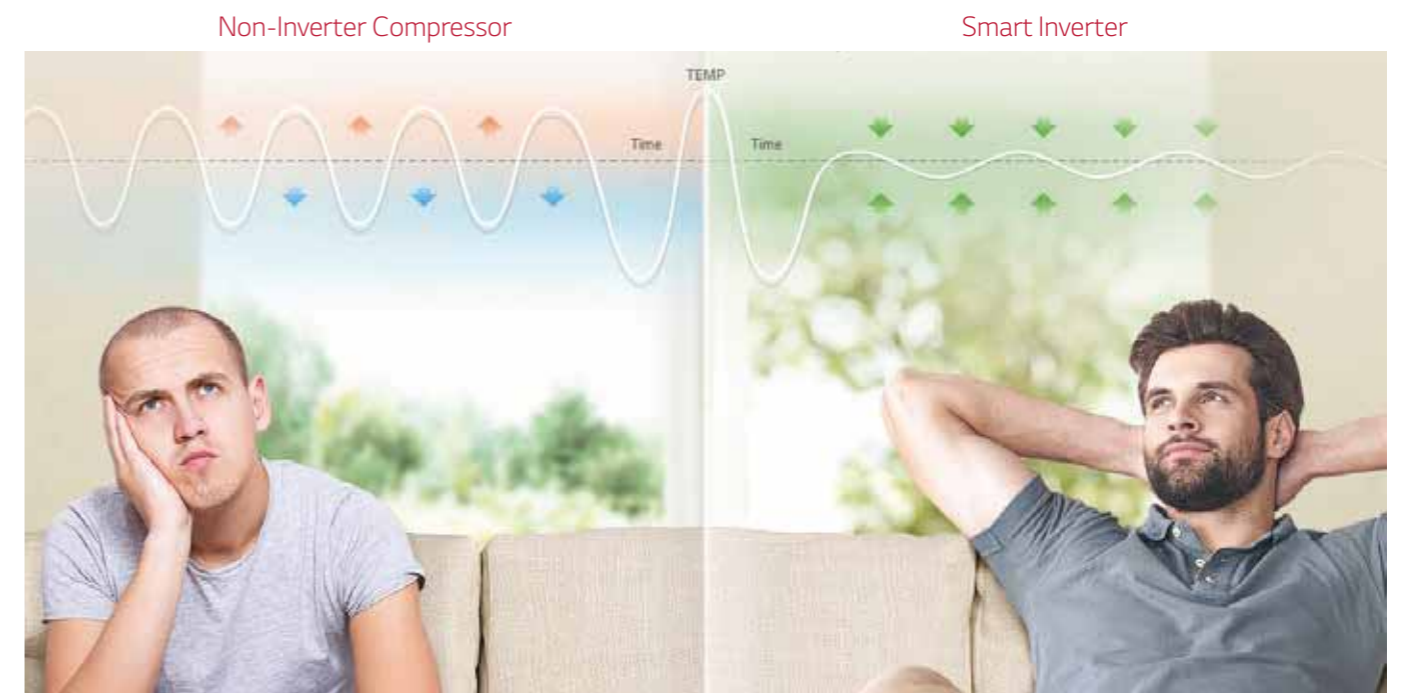 Non-Inverter Compressor
Smart Inverter
TEMP
Time
Time